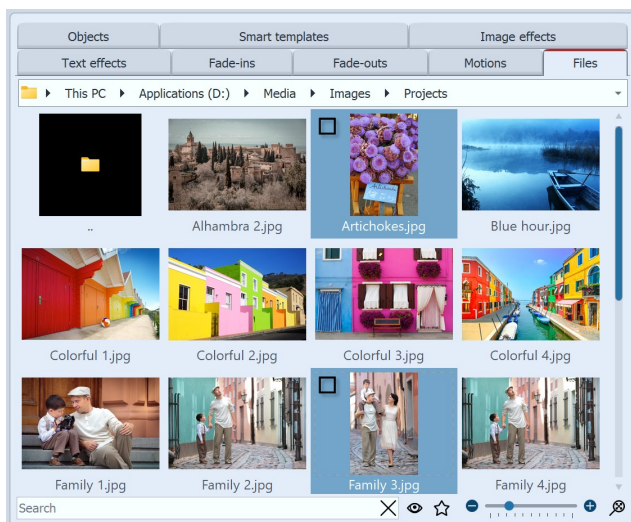 Objects Smart templates Image effects
Text effects Fade-ins Fade-outs Motions Files
This PC Applications (D:) Media Images Projects
.. Alhambra 2.jpg Artichokes.jpg Blue hour.jpg
Colorful 1.jpg Colorful 2.jpg Colorful 3.jpg Colorful 4.jpg
Family 1.jpg Family 2.jpg Family 3.jpg Family 4.jpg
Search